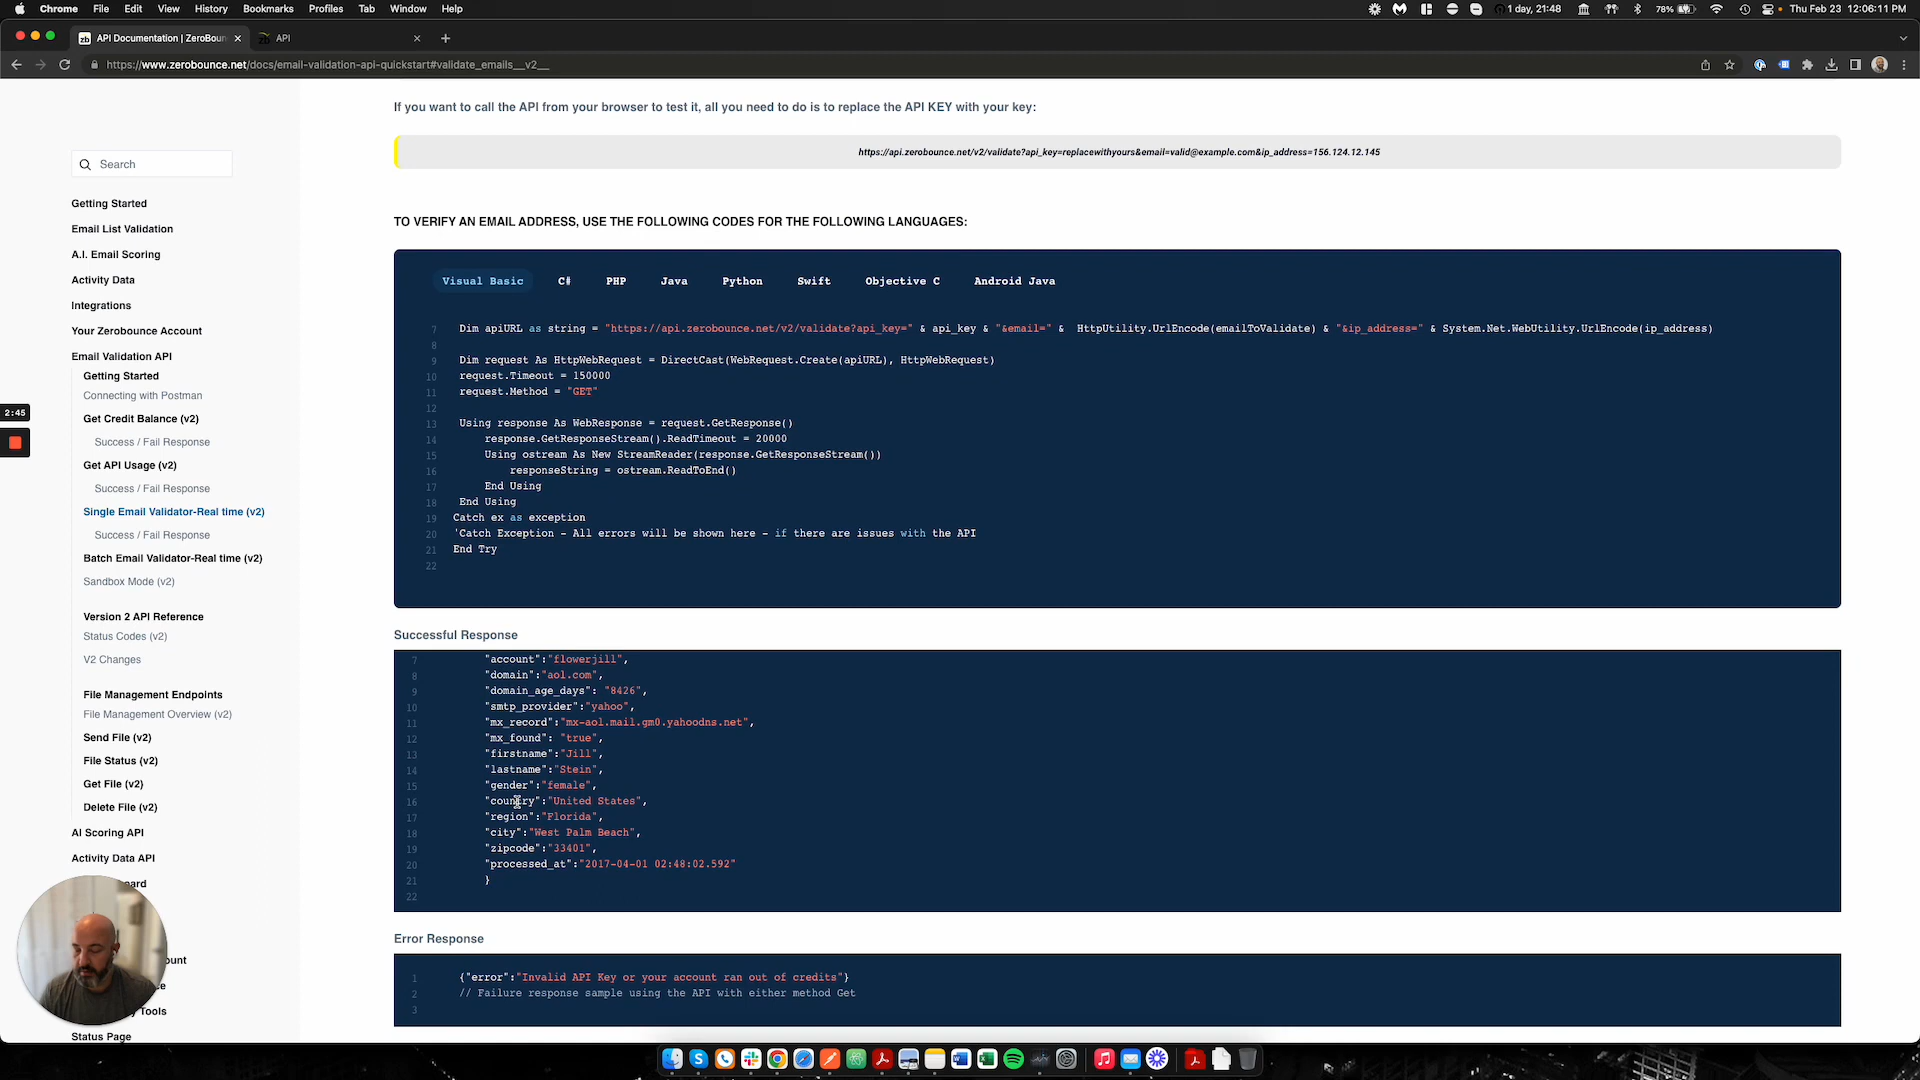 Chrome File Edit View History Bookmarks Profiles Tab Window Help
1 day, 21:48
78%
Thu Feb 23 12:06:11 PM
API Documentation | ZeroBoun
API
https://www.zerobounce.net/docs/email-validation-api-quickstart#validate_emails__v2__
Search
Getting Started
Email List Validation
A.I. Email Scoring
Activity Data
Integrations
Your Zerobounce Account
Email Validation API
Getting Started
Connecting with Postman
Get Credit Balance (v2)
Success / Fail Response
Get API Usage (v2)
Success / Fail Response
Single Email Validator-Real time (v2)
Success / Fail Response
Batch Email Validator-Real time (v2)
Sandbox Mode (v2)
Version 2 API Reference
Status Codes (v2)
V2 Changes
File Management Endpoints
File Management Overview (v2)
Send File (v2)
File Status (v2)
Get File (v2)
Delete File (v2)
AI Scoring API
Activity Data API
Tools
Status Page
2:45
If you want to call the API from your browser to test it, all you need to do is to replace the API KEY with your key:
https://api.zerobounce.net/v2/validate?api_key=replacewithyours&email=valid@example.com&ip_address=156.124.12.145
TO VERIFY AN EMAIL ADDRESS, USE THE FOLLOWING CODES FOR THE FOLLOWING LANGUAGES:
Visual Basic C# PHP Java Python Swift Objective C Android Java
7 Dim apiURL as string = "https://api.zerobounce.net/v2/validate?api_key=" & api_key & "&email=" & HttpUtility.UrlEncode(emailToValidate) & "&ip_address=" & System.Net.WebUtility.UrlEncode(ip_address)
8
9 Dim request As HttpWebRequest = DirectCast(WebRequest.Create(apiURL), HttpWebRequest)
10 request.Timeout = 150000
11 request.Method = "GET"
12
13 Using response As WebResponse = request.GetResponse()
14 response.GetResponseStream().ReadTimeout = 20000
15 Using ostream As New StreamReader(response.GetResponseStream())
16 responseString = ostream.ReadToEnd()
17 End Using
18 End Using
19 Catch ex as exception
20 'Catch Exception - All errors will be shown here - if there are issues with the API
21 End Try
22
Successful Response
7 "account":"flowerjill",
8 "domain":"aol.com",
9 "domain_age_days": "8426",
10 "smtp_provider":"yahoo",
11 "mx_record":"mx-aol.mail.gm0.yahoodns.net",
12 "mx_found": "true",
13 "firstname":"Jill",
14 "lastname":"Stein",
15 "gender":"female",
16 "country":"United States",
17 "region":"Florida",
18 "city":"West Palm Beach",
19 "zipcode":"33401",
20 "processed_at":"2017-04-01 02:48:02.592"
21 }
22
Error Response
1 {"error":"Invalid API Key or your account ran out of credits"}
2 // Failure response sample using the API with either method Get
3